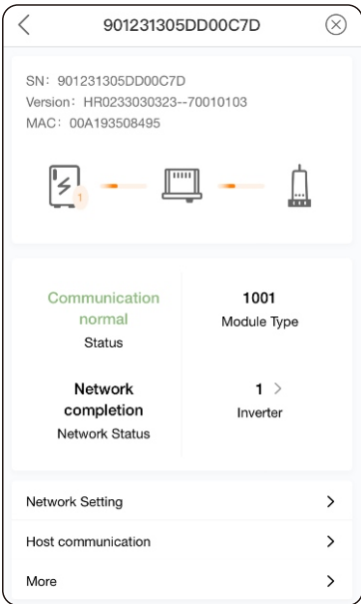 901231305DD00C7D
SN: 901231305DD00C7D
Version: HR0233030323--70010103
MAC: 00A193508495
1
Communication
normal
Status
1001
Module Type
Network
completion
Network Status
1
Inverter
Network Setting
Host communication
More